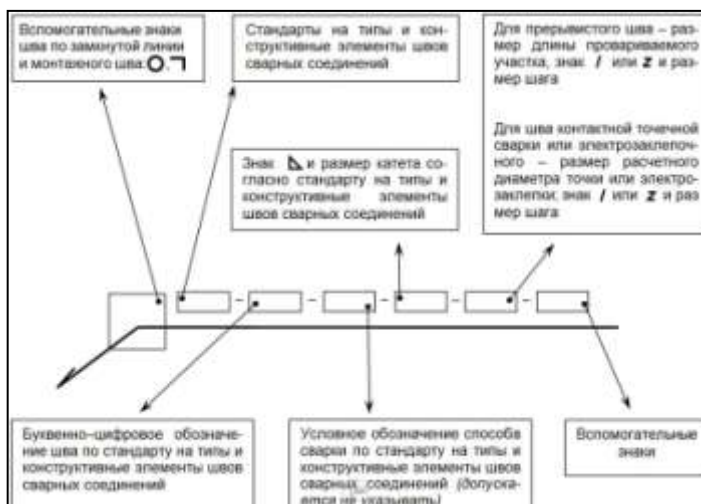 Вспомогательные знаки
шва по замкнутой линии
и монтажного шва:
Стандарты на типы и кон-
структивные элементы швов
сварных соединений
Для прерывистого шва – раз-
мер длины провариваемого
участка, знак / или Z и раз-
мер шага
Для шва контактной точечной
сварки или электрозаклепоч-
ного – размер расчетного
диаметра точки или электро-
заклепки; знак / или Z и раз
мер шага
Знак и размер катета со-
гласно стандарту на типы и
конструктивные элементы
швов сварных соединений
Буквенно–цифровое обозначе-
ние шва по стандарту на типы и
конструктивные элементы швов
сварных соединений
Условное обозначение способа
сварки по стандарту на типы и
конструктивные элементы швов
сварных соединений (допуска-
ется не указывать)
Вспомогательные
знаки